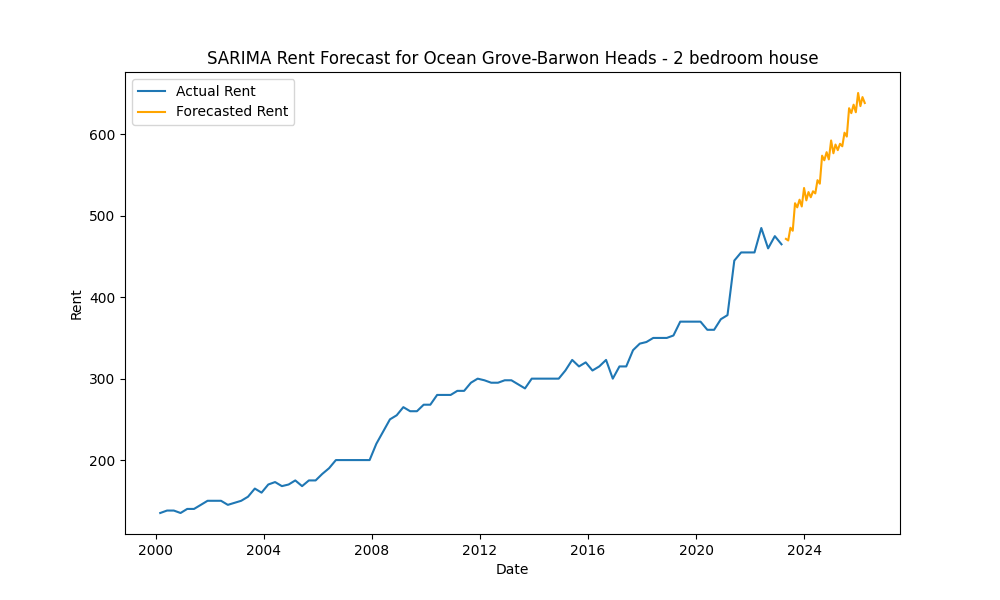 SARIMA Rent Forecast for Ocean Grove-Barwon Heads - 2 bedroom house
Actual Rent
Forecasted Rent
600
500
400
300
200
Rent
2000 2004 2008 2012 2016 2020 2024
Date